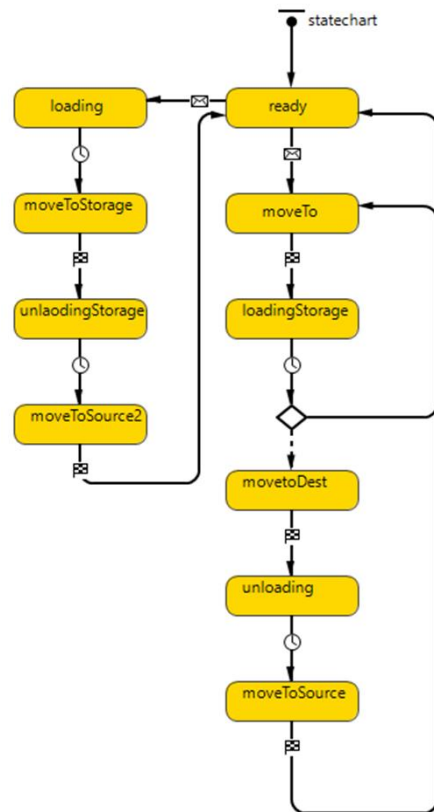 statechart
loading
ready
moveToStorage
moveTo
unlaodingStorage
loadingStorage
moveToSource2
movetoDest
unloading
moveToSource